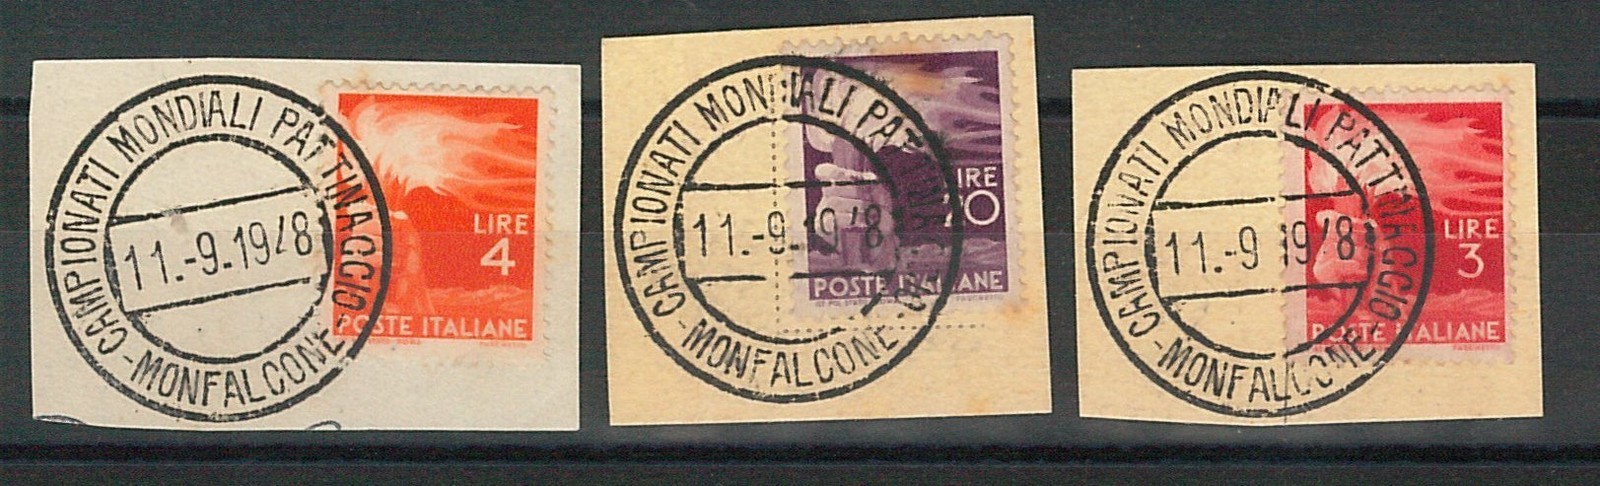 CAMPIONATI MONDIALI PATTINAGGIO
- MONFALCONE -
11.-9.1948
LIRE
4
POSTE ITALIANE
CAMPIONATI MONDIALI PATTINAGGIO
- MONFALCONE -
11.-9.1948
LIRE
20
POSTE ITALIANE
CAMPIONATI MONDIALI PATTINAGGIO
- MONFALCONE -
11.-9.1948
LIRE
3
POSTE ITALIANE